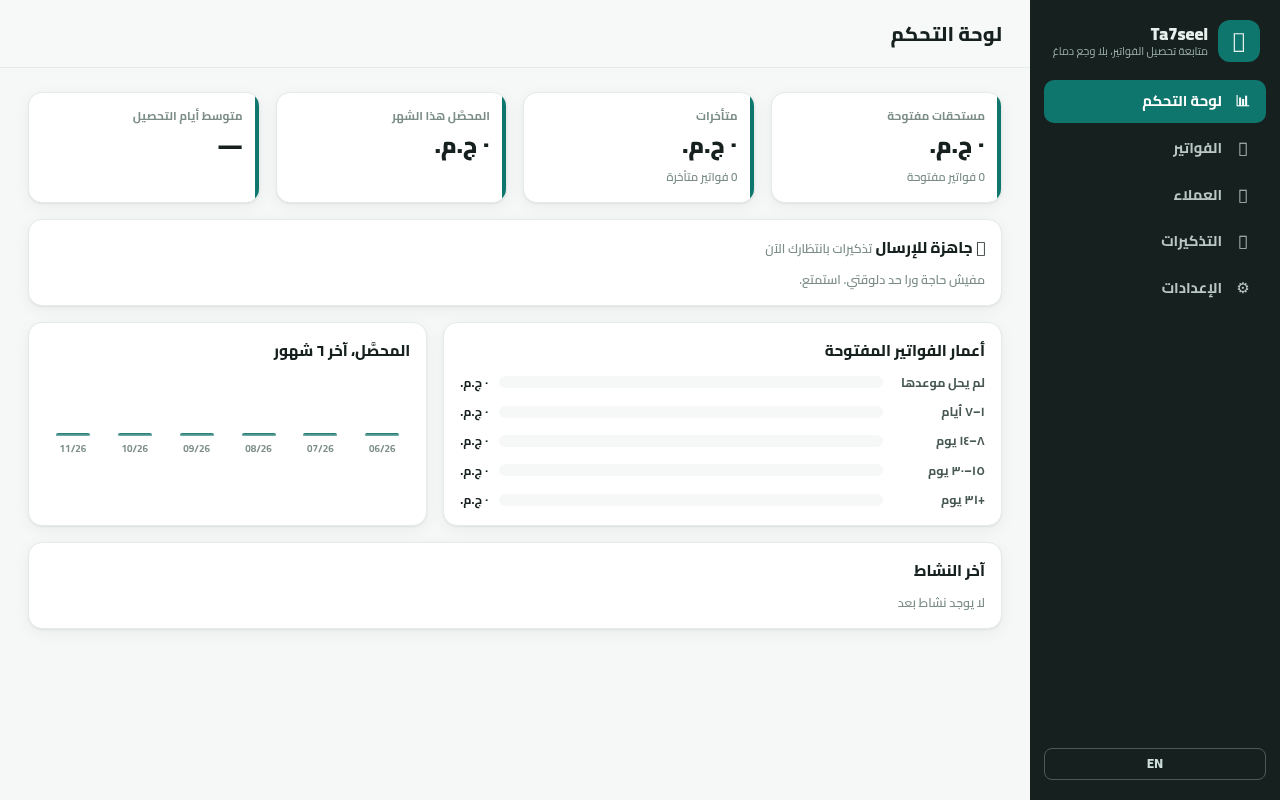 Ta7seel
متابعة تحصيل الفواتير، بلا وجع دماغ
لوحة التحكم
الفواتير
العملاء
التذكيرات
الإعدادات
EN
لوحة التحكم
مستحقات مفتوحة
٠ ج.م.
0 فواتير مفتوحة
متأخرات
٠ ج.م.
0 فواتير متأخرة
المحصّل هذا الشهر
٠ ج.م.
متوسط أيام التحصيل
—
جاهزة للإرسال تذكيرات بانتظارك الآن
مفيش حاجة ورا حد دلوقتي. استمتع.
أعمار الفواتير المفتوحة
لم يحل موعدها ٠ ج.م.
١–٧ أيام ٠ ج.م.
٨–١٤ يوم ٠ ج.م.
١٥–٣٠ يوم ٠ ج.م.
+٣١ يوم ٠ ج.م.
المحصّل، آخر ٦ شهور
06/26 07/26 08/26 09/26 10/26 11/26
آخر النشاط
لا يوجد نشاط بعد